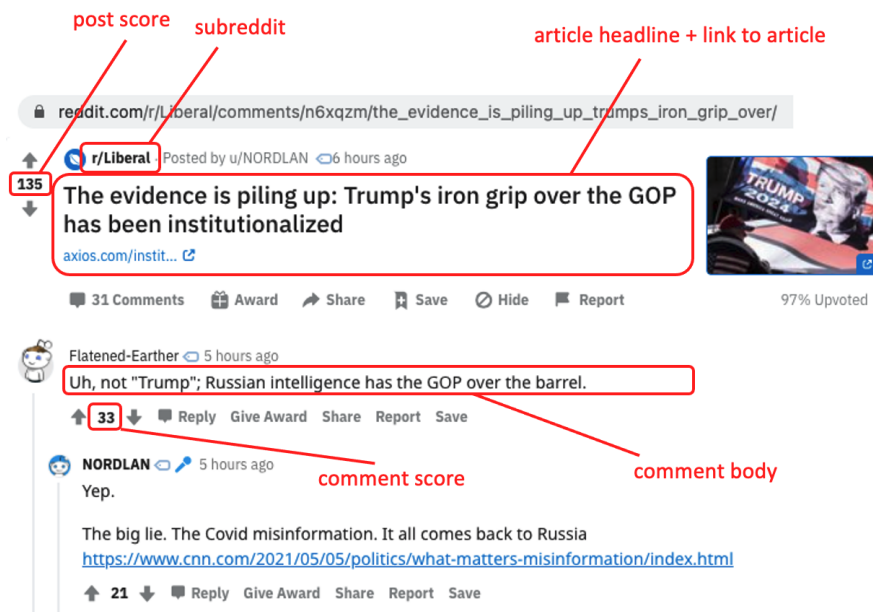 post score
subreddit
article headline + link to article
reddit.com/r/Liberal/comments/n6xqzm/the_evidence_is_piling_up_trumps_iron_grip_over/
r/Liberal · Posted by u/NORDLAN 6 hours ago
135
The evidence is piling up: Trump's iron grip over the GOP
has been institutionalized
axios.com/instit...
TRUMP
2024
31 Comments Award Share Save Hide Report 97% Upvoted
Flatened-Earther 5 hours ago
Uh, not "Trump"; Russian intelligence has the GOP over the barrel.
33 Reply Give Award Share Report Save
comment score
comment body
NORDLAN 5 hours ago
Yep.
The big lie. The Covid misinformation. It all comes back to Russia
https://www.cnn.com/2021/05/05/politics/what-matters-misinformation/index.html
21 Reply Give Award Share Report Save